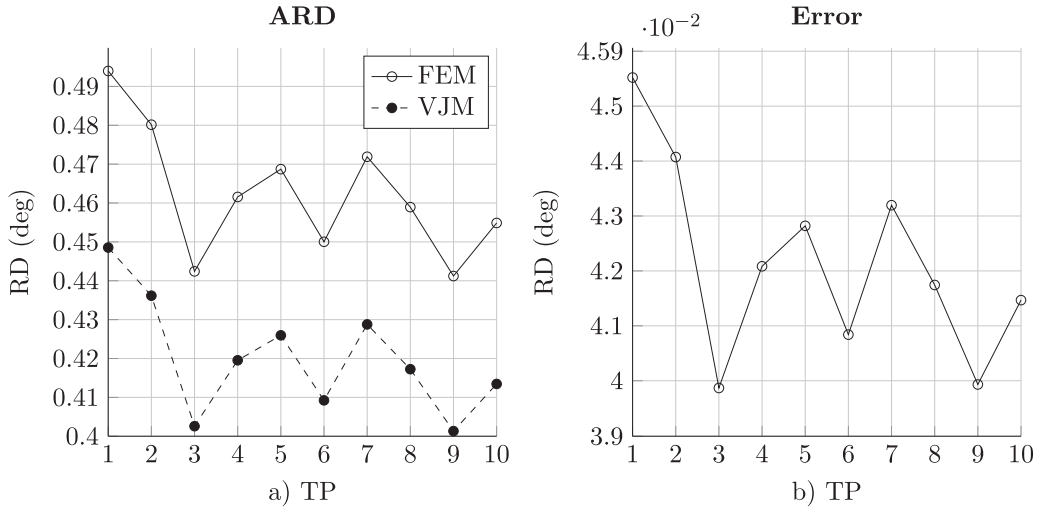 ARD
RD (deg)
0.49
0.48
0.47
0.46
0.45
0.44
0.43
0.42
0.41
0.4
FEM
VJM
1 2 3 4 5 6 7 8 9 10
a) TP
Error
·10−2
RD (deg)
4.59
4.5
4.4
4.3
4.2
4.1
4
3.9
1 2 3 4 5 6 7 8 9 10
b) TP